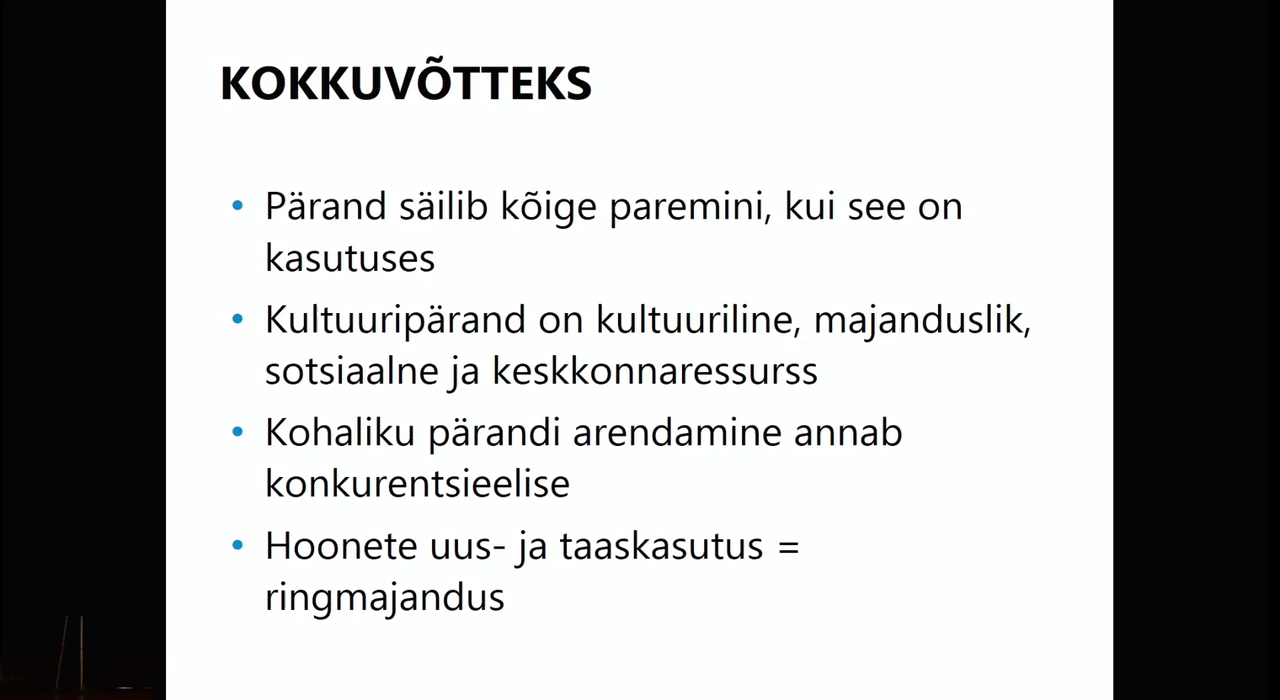 KOKKUVÕTTEKS
• Pärand säilib kõige paremini, kui see on
kasutuses
• Kultuuripärand on kultuuriline, majanduslik,
sotsiaalne ja keskkonnaressurss
• Kohaliku pärandi arendamine annab
konkurentsieelise
• Hoonete uus- ja taaskasutus =
ringmajandus